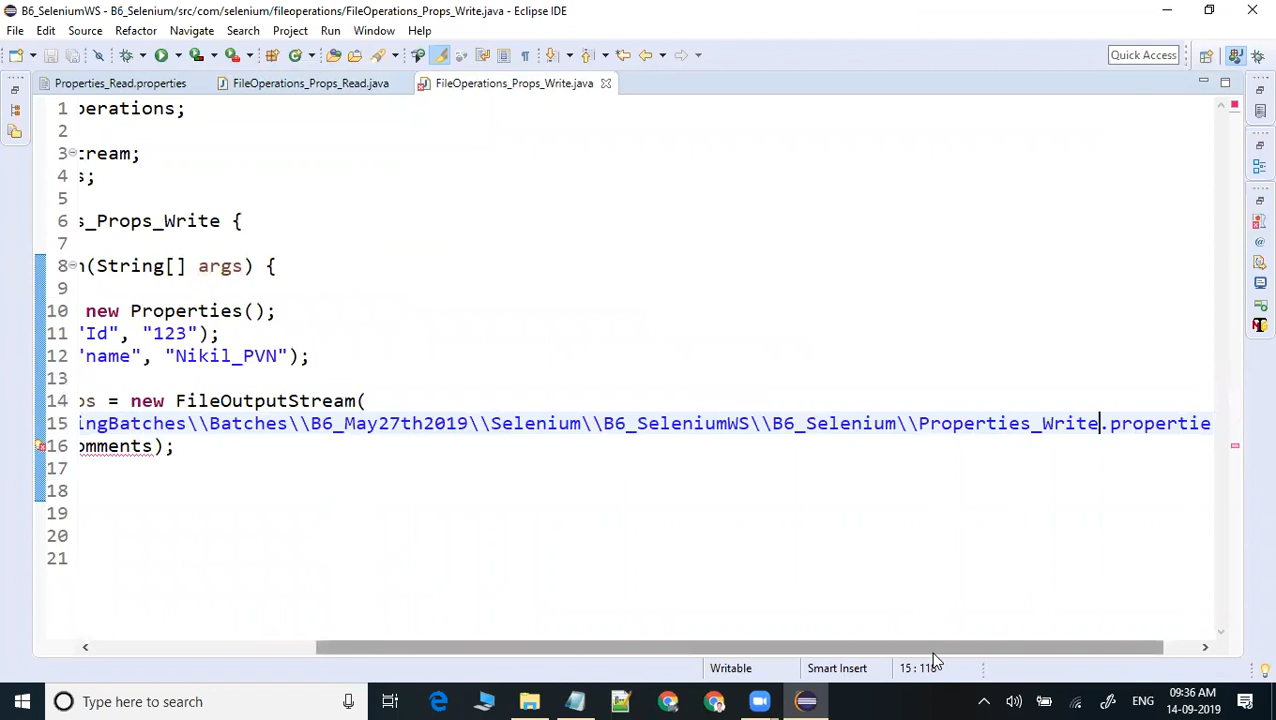 B6_SeleniumWS - B6_Selenium/src/com/selenium/fileoperations/FileOperations_Props_Write.java - Eclipse IDE
File Edit Source Refactor Navigate Search Project Run Window Help
Quick Access
Properties_Read.properties FileOperations_Props_Read.java FileOperations_Props_Write.java
1 perations;
2
3 tream;
4 s;
5
6 s_Props_Write {
7
8 n(String[] args) {
9
10 new Properties();
11 "Id", "123");
12 "name", "Nikil_PVN");
13
14 os = new FileOutputStream(
15 ingBatches\\Batches\\B6_May27th2019\\Selenium\\B6_SeleniumWS\\B6_Selenium\\Properties_Write.propertie
16 omments);
17
18
19
20
21
Writable Smart Insert 15 : 118
Type here to search
ENG
09:36 AM
14-09-2019